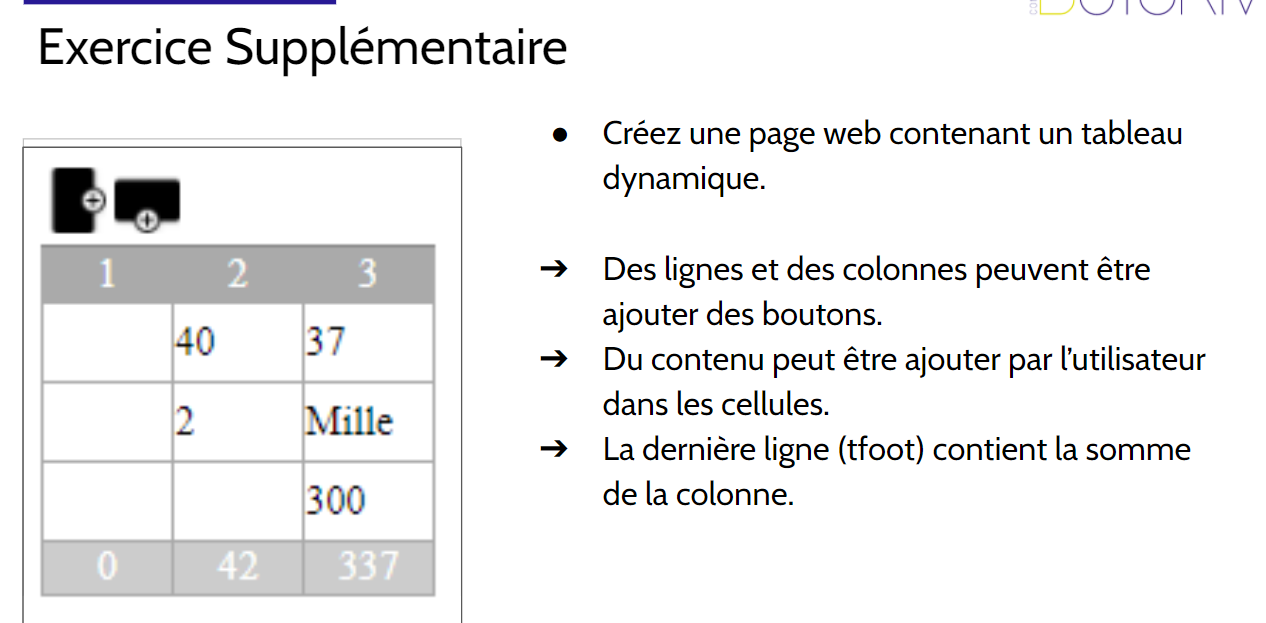 Exercice Supplémentaire
● Créez une page web contenant un tableau
dynamique.
➔ Des lignes et des colonnes peuvent être
ajouter des boutons.
➔ Du contenu peut être ajouter par l’utilisateur
dans les cellules.
➔ La dernière ligne (tfoot) contient la somme
de la colonne.
1 2 3
40 37
2 Mille
300
0 42 337